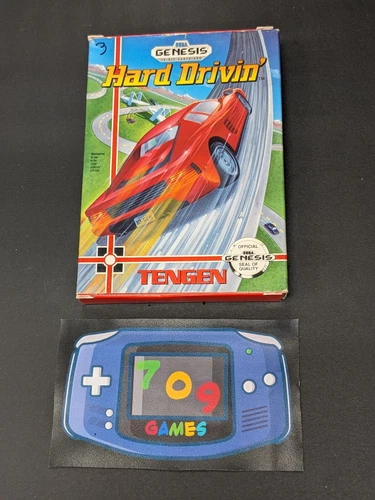 3
SEGA
GENESIS
Hard Drivin'
TENGEN
OFFICIAL
SEGA
GENESIS
SEAL OF
QUALITY
709
GAMES